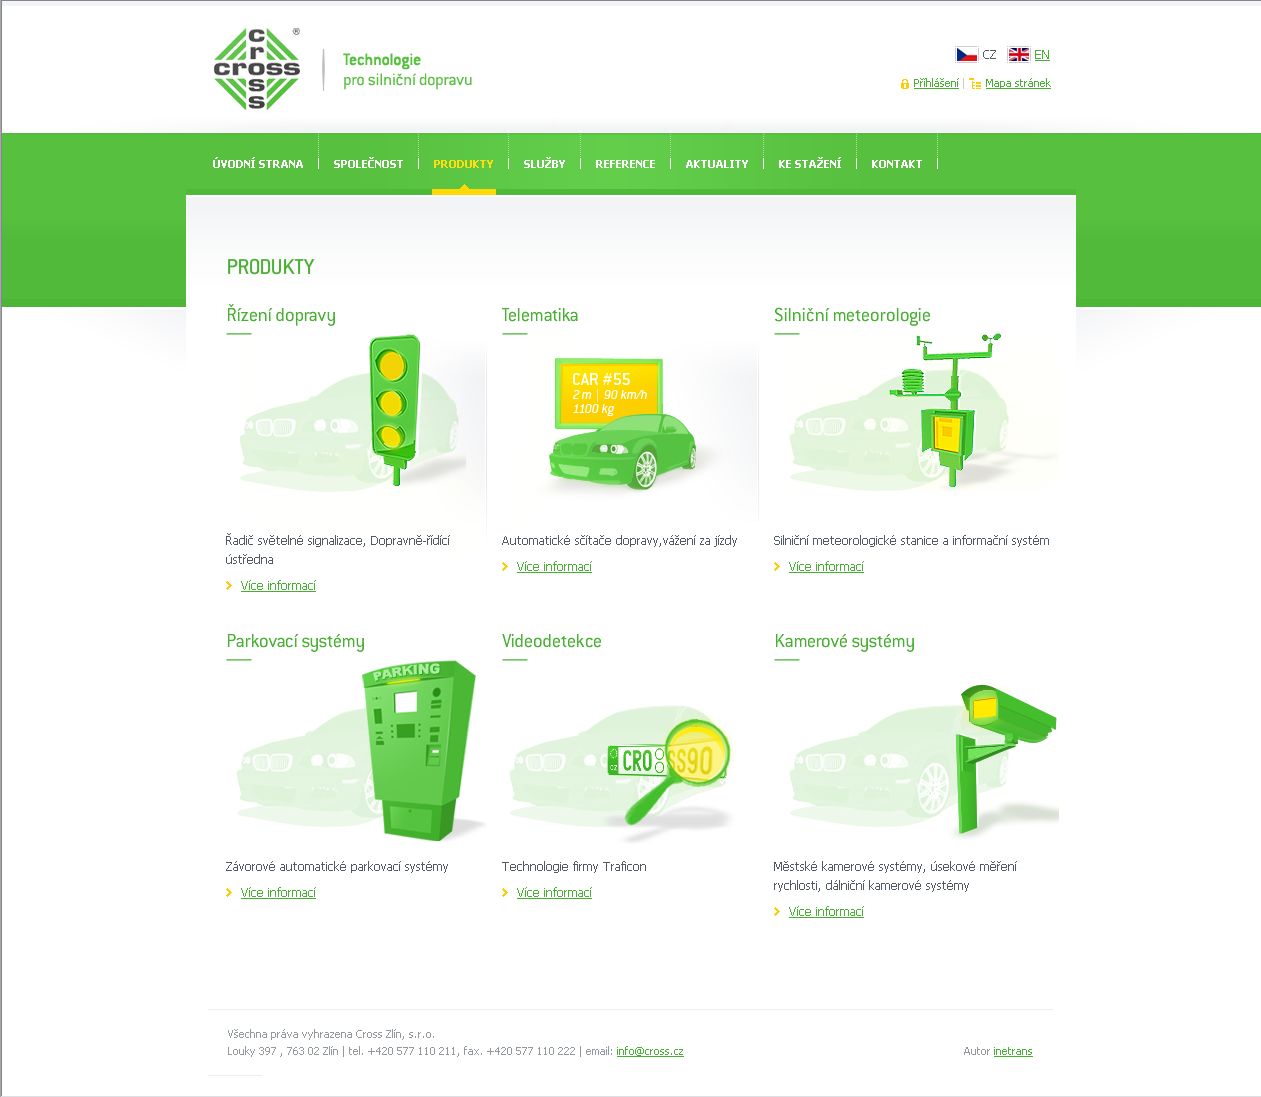 cross
cross
®
Technologie
pro silniční dopravu
CZ EN
Přihlášení | Mapa stránek
ÚVODNÍ STRANA SPOLEČNOST PRODUKTY SLUŽBY REFERENCE AKTUALITY KE STAŽENÍ KONTAKT
PRODUKTY
Řízení dopravy
Telematika
Silniční meteorologie
CAR #55
2 m | 90 km/h
1100 kg
Řadič světelné signalizace, Dopravně-řídící
ústředna
Více informací
Automatické sčítače dopravy,vážení za jízdy
Více informací
Silniční meteorologické stanice a informační systém
Více informací
Parkovací systémy
Videodetekce
Kamerové systémy
PARKING
CZ CRO SS90
Závorové automatické parkovací systémy
Více informací
Technologie firmy Traficon
Více informací
Městské kamerové systémy, úsekové měření
rychlosti, dálniční kamerové systémy
Více informací
Všechna práva vyhrazena Cross Zlín, s.r.o.
Louky 397 , 763 02 Zlín | tel. +420 577 110 211, fax. +420 577 110 222 | email: info@cross.cz
Autor inetrans